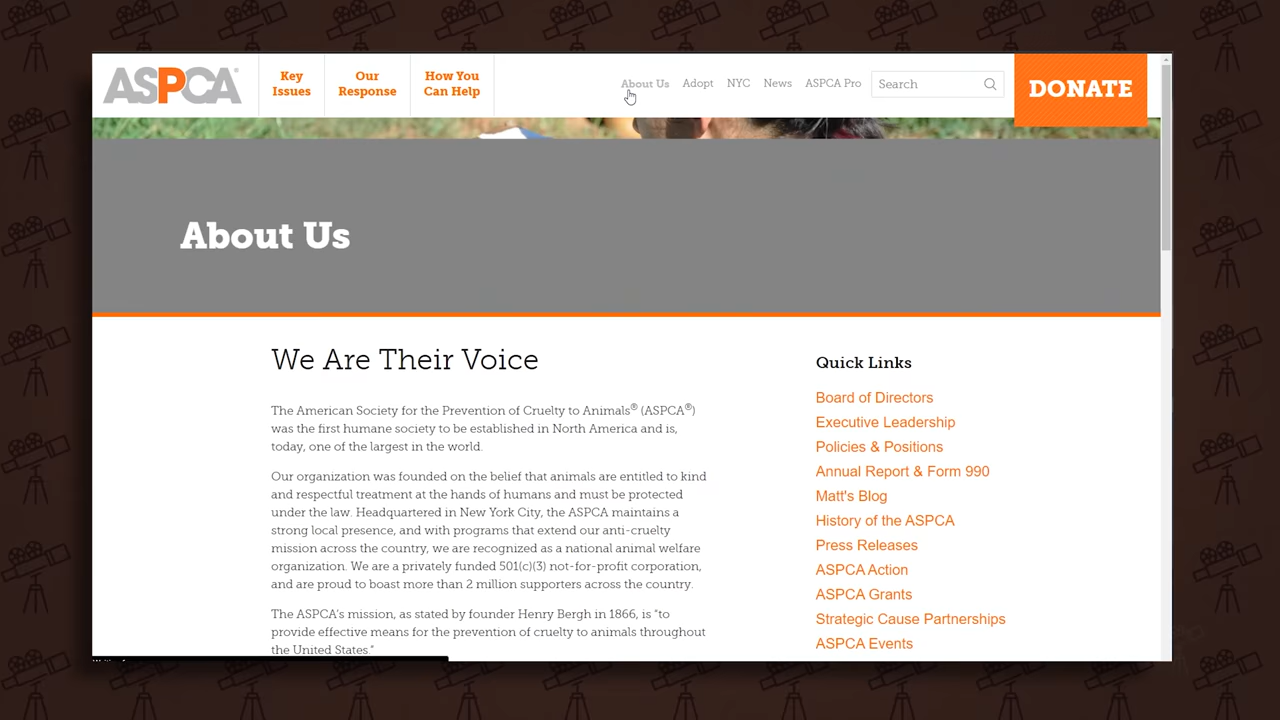 ASPCA®
Key Issues
Our Response
How You Can Help
About Us
Adopt
NYC
News
ASPCA Pro
Search
DONATE
About Us
We Are Their Voice
The American Society for the Prevention of Cruelty to Animals® (ASPCA®)
was the first humane society to be established in North America and is,
today, one of the largest in the world.
Our organization was founded on the belief that animals are entitled to kind
and respectful treatment at the hands of humans and must be protected
under the law. Headquartered in New York City, the ASPCA maintains a
strong local presence, and with programs that extend our anti-cruelty
mission across the country, we are recognized as a national animal welfare
organization. We are a privately funded 501(c)(3) not-for-profit corporation,
and are proud to boast more than 2 million supporters across the country.
The ASPCA's mission, as stated by founder Henry Bergh in 1866, is "to
provide effective means for the prevention of cruelty to animals throughout
the United States."
Quick Links
Board of Directors
Executive Leadership
Policies & Positions
Annual Report & Form 990
Matt's Blog
History of the ASPCA
Press Releases
ASPCA Action
ASPCA Grants
Strategic Cause Partnerships
ASPCA Events